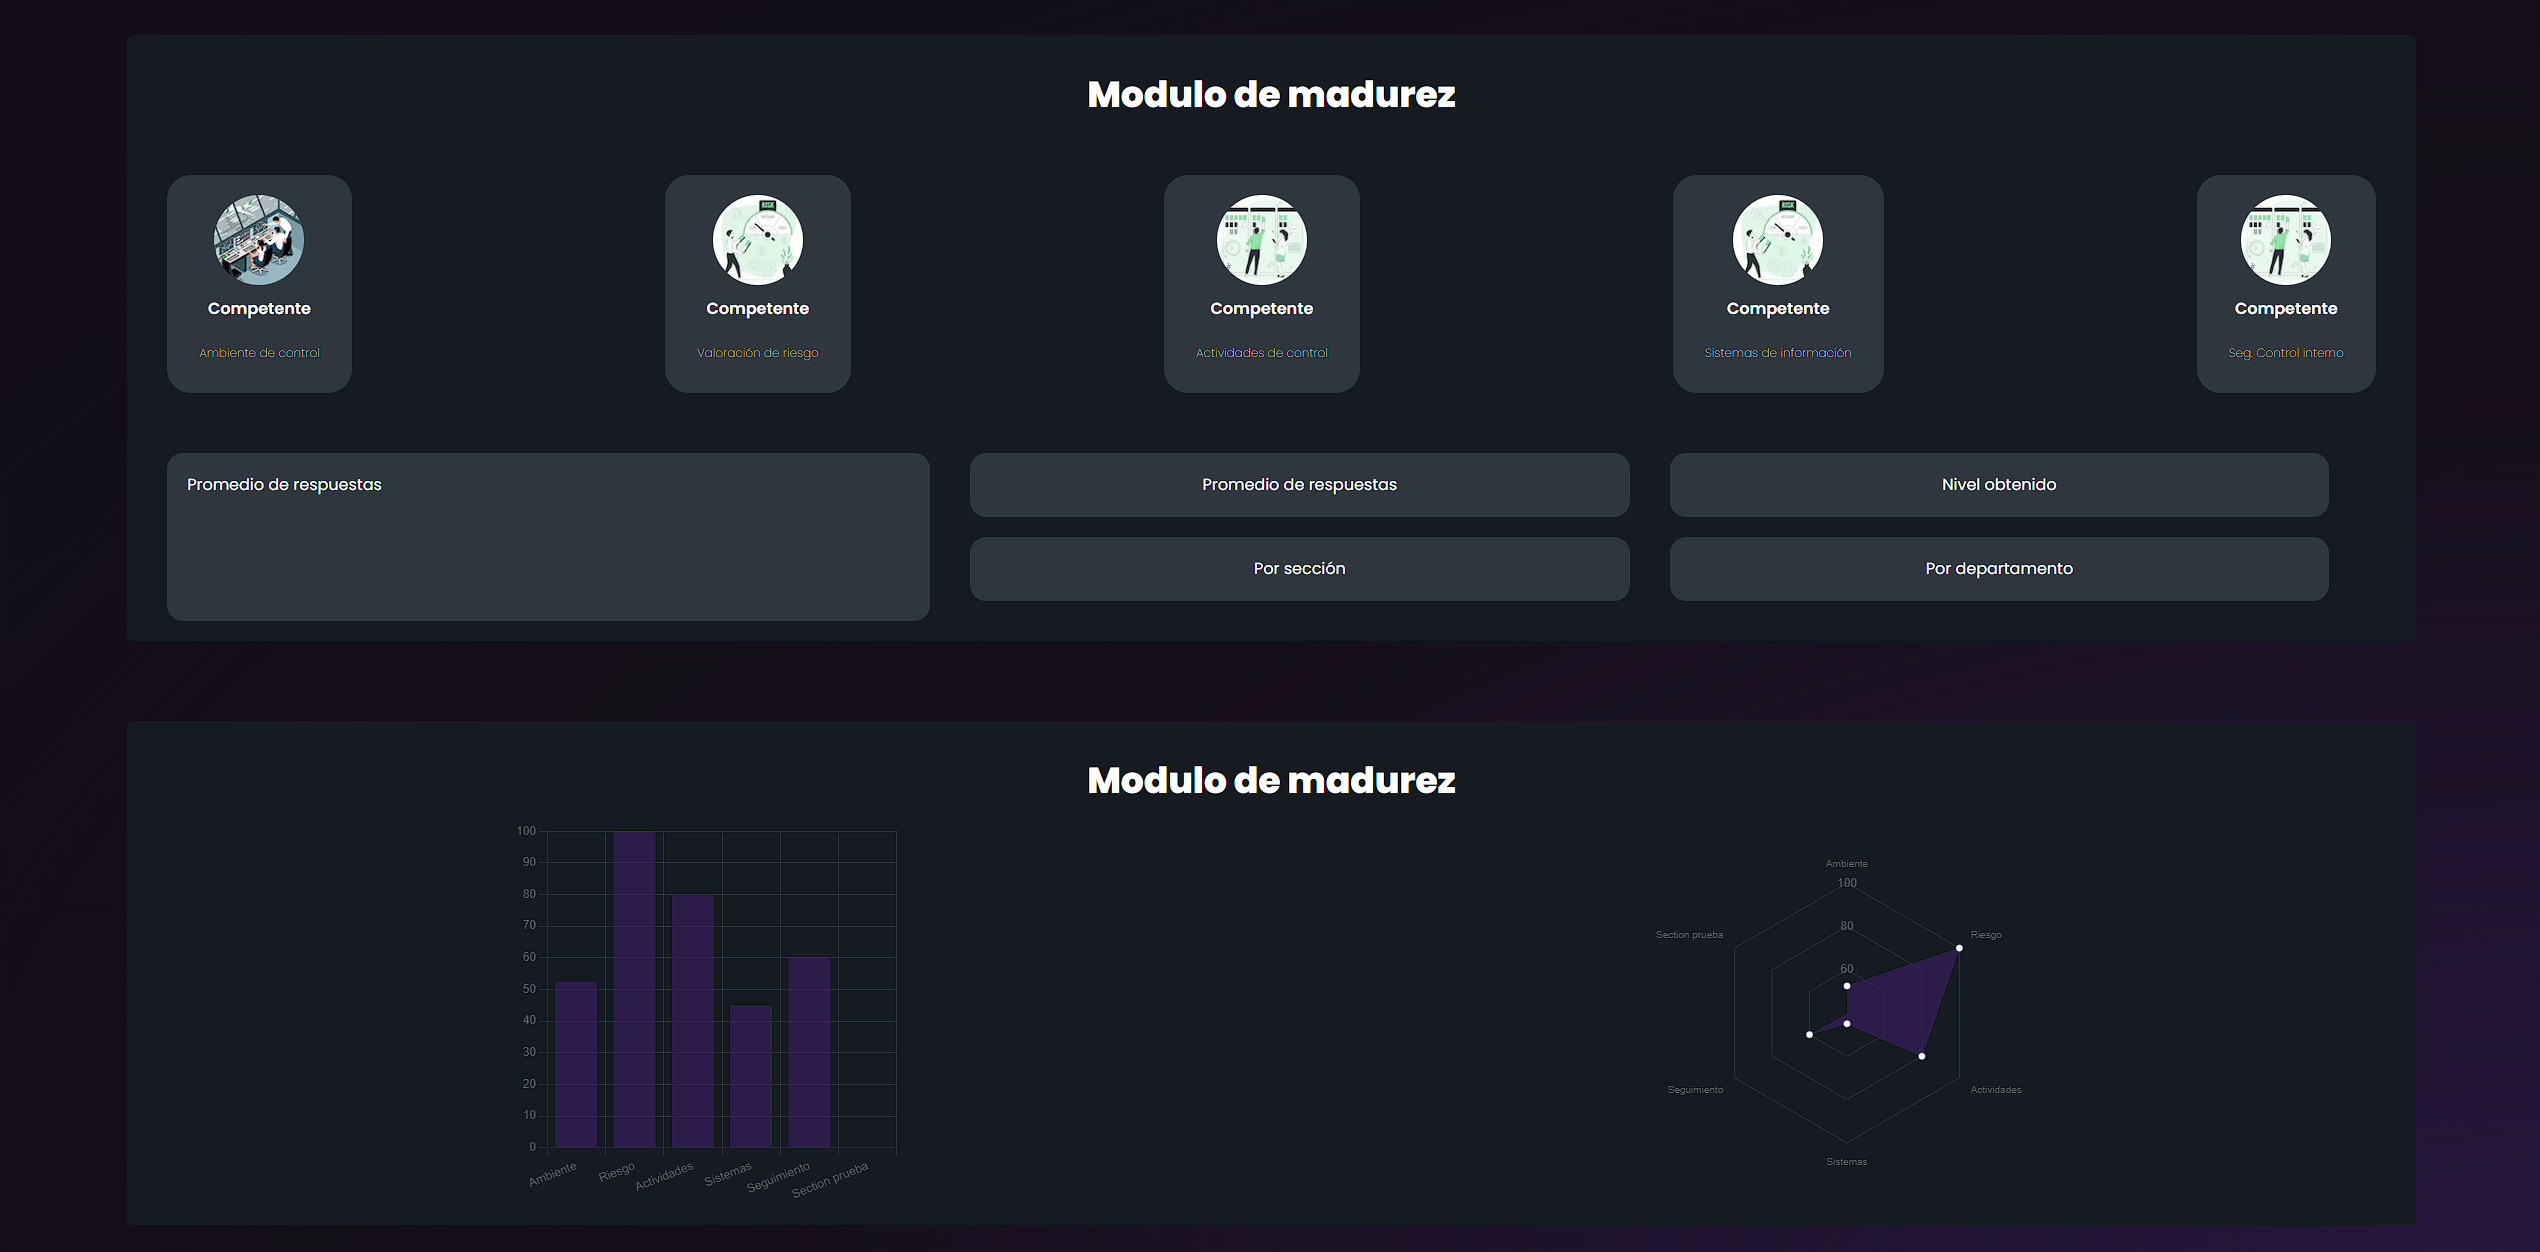 Modulo de madurez
RISK
RISK
Competente
Competente
Competente
Competente
Competente
Ambiente de control
Valoración de riesgo
Actividades de control
Sistemas de información
Seg. Control interno
Promedio de respuestas
Promedio de respuestas
Nivel obtenido
Por sección
Por departamento
Modulo de madurez
100
90
80
70
60
50
40
30
20
10
0
Ambiente
Riesgo
Actividades
Sistemas
Seguimiento
Section prueba
Ambiente
100
80
60
Section prueba
Riesgo
Seguimiento
Actividades
Sistemas